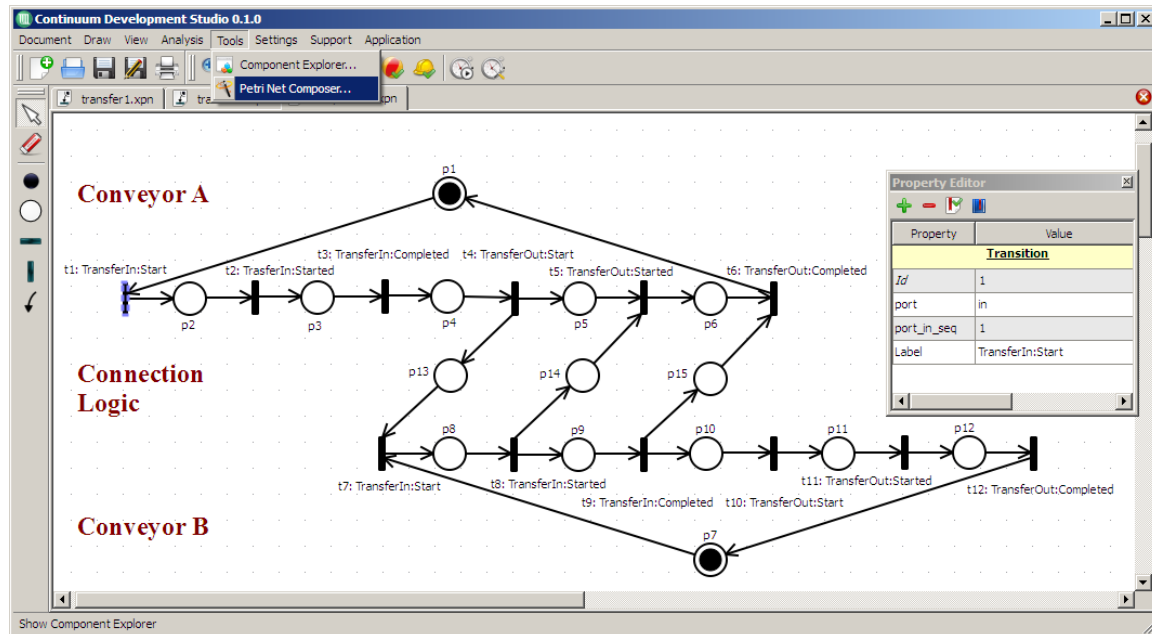 Continuum Development Studio 0.1.0
Document Draw View Analysis Tools Settings Support Application
Component Explorer...
Petri Net Composer...
transfer1.xpn
tra
xpn
p1
Conveyor A
Property Editor
Property Value
Transition
Id 1
port in
port_in_seq 1
Label TransferIn:Start
t3: TransferIn:Completed t4: TransferOut:Start
t1: TransferIn:Start t2: TrasferIn:Started t5: TransferOut:Started t6: TransferOut:Completed
p2 p3 p4 p5 p6
Connection
Logic
p13 p14 p15
p8 p9 p10 p11 p12
t7: TransferIn:Start t8: TransferIn:Started t11: TransferOut:Started t12: TransferOut:Completed
t9: TransferIn:Completed t10: TransferOut:Start
Conveyor B
p7
Show Component Explorer